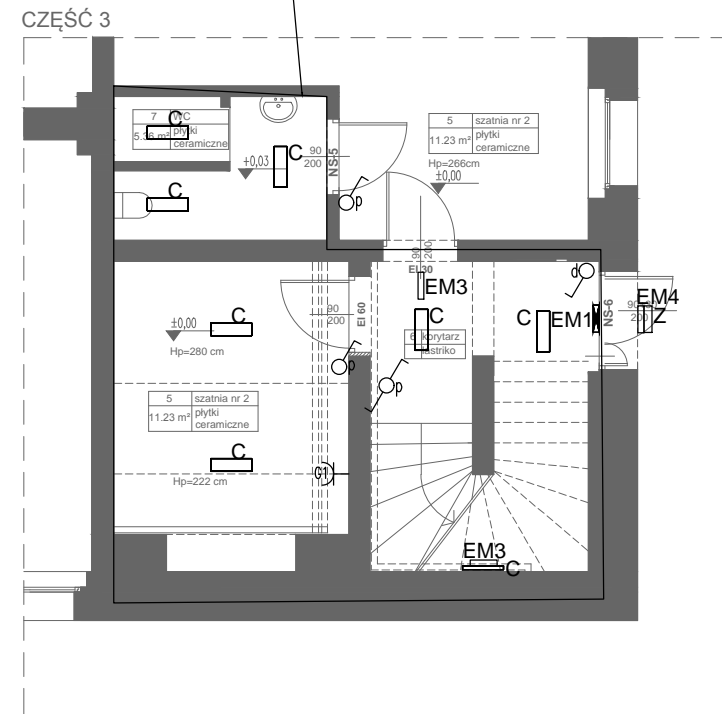 CZĘŚĆ 3
7 WC
5.36 m² płytki
ceramiczne
C
C
C
+0,03
90
200
NS-5
p
5 szatnia nr 2
11.23 m² płytki
ceramiczne
Hp=266cm
±0,00
90
200
EI 30
EM3
C
6 korytarz
lastriko
d
C
EM1
NS-6
90
200
EM4
Z
±0,00
C
Hp=280 cm
90
200
EI 60
p
p
5 szatnia nr 2
11.23 m² płytki
ceramiczne
C
Hp=222 cm
G1
EM3
C